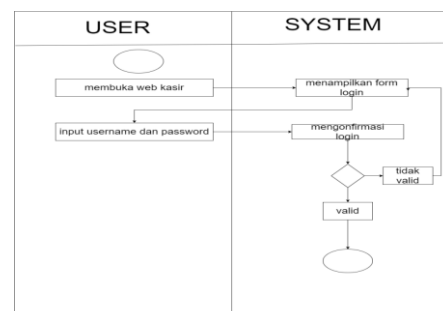 USER
SYSTEM
membuka web kasir
menampilkan form
login
input username dan password
mengonfirmasi
login
tidak
valid
valid